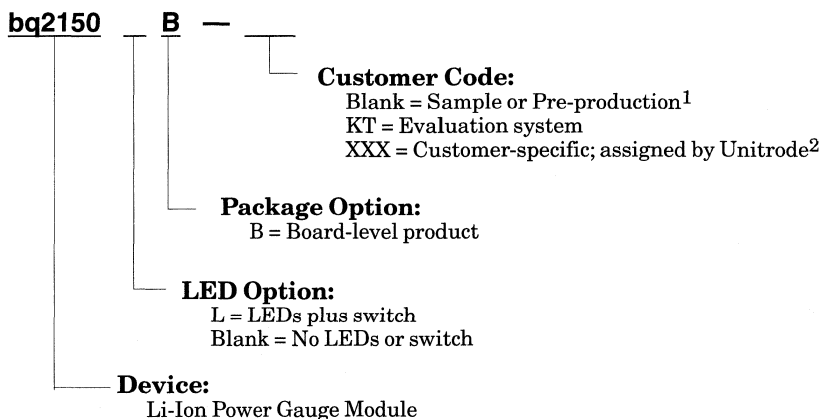 bq2150 _ B — ___
Customer Code:
Blank = Sample or Pre-production1
KT = Evaluation system
XXX = Customer-specific; assigned by Unitrode2
Package Option:
B = Board-level product
LED Option:
L = LEDs plus switch
Blank = No LEDs or switch
Device:
Li-Ion Power Gauge Module